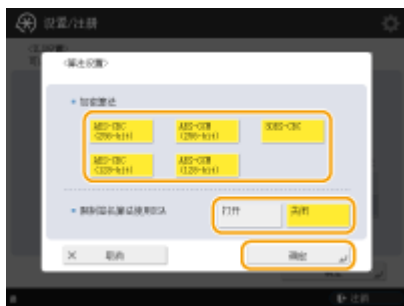 设置/注册
<算法设置>
加密算法
AES-CBC
(256-bit)
AES-GCM
(256-bit)
3DES-CBC
AES-CBC
(128-bit)
AES-GCM
(128-bit)
打开
关闭
× 取消
确定
注销